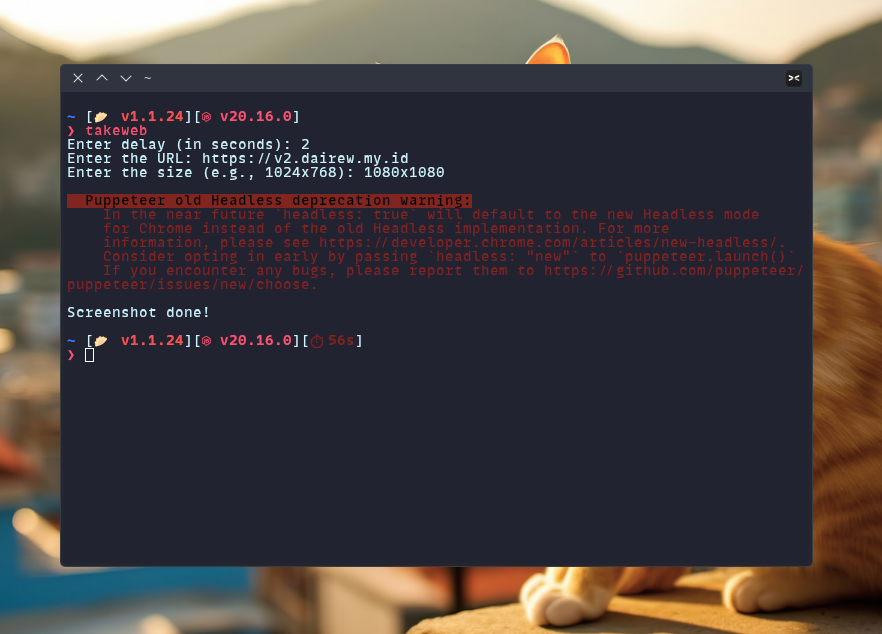 ~
~ [🥟 v1.1.24][ v20.16.0]
❯ takeweb
Enter delay (in seconds): 2
Enter the URL: https://v2.dairew.my.id
Enter the size (e.g., 1024x768): 1080x1080
Puppeteer old Headless deprecation warning:
In the near future `headless: true` will default to the new Headless mode
for Chrome instead of the old Headless implementation. For more
information, please see https://developer.chrome.com/articles/new-headless/.
Consider opting in early by passing `headless: "new"` to `puppeteer.launch()`
If you encounter any bugs, please report them to https://github.com/puppeteer/
puppeteer/issues/new/choose.
Screenshot done!
~ [🥟 v1.1.24][ v20.16.0][⏱ 56s]
❯